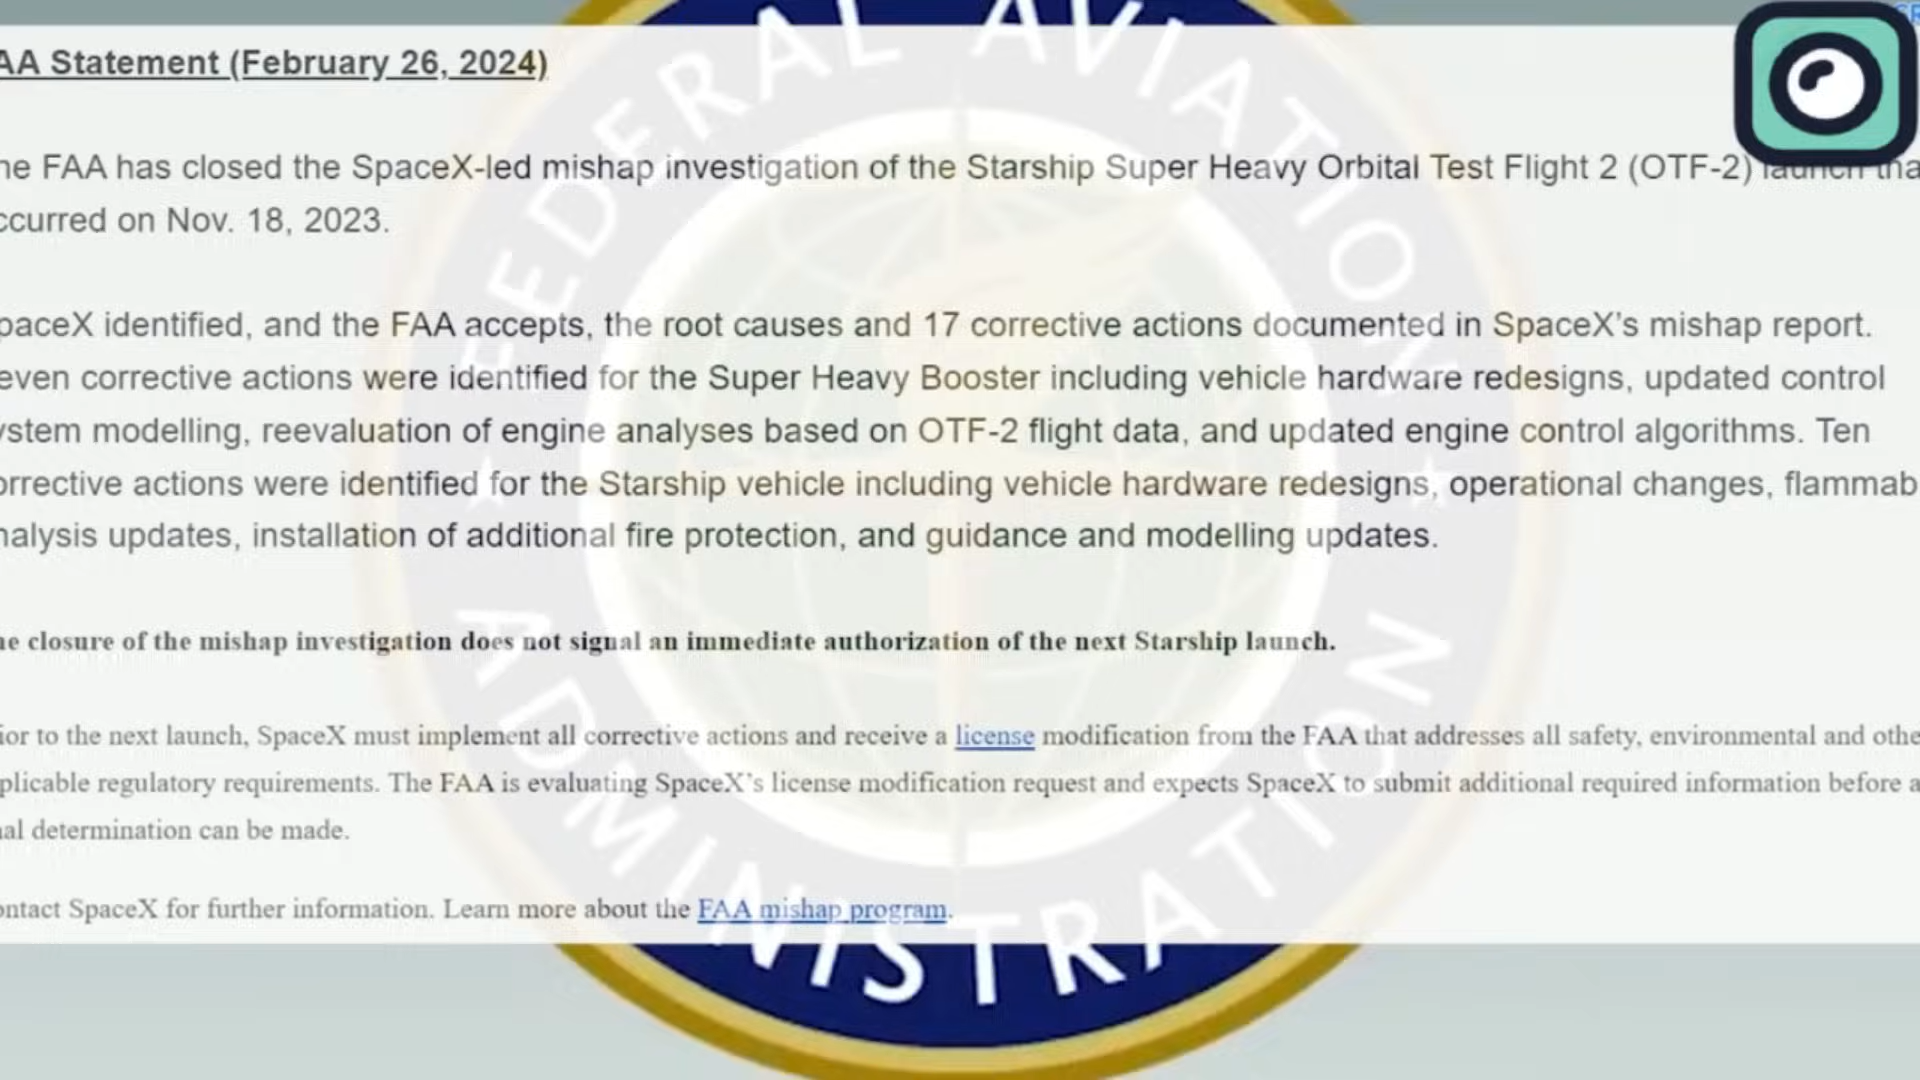 AA Statement (February 26, 2024)
he FAA has closed the SpaceX-led mishap investigation of the Starship Super Heavy Orbital Test Flight 2 (OTF-2) launch tha
ccurred on Nov. 18, 2023.
paceX identified, and the FAA accepts, the root causes and 17 corrective actions documented in SpaceX's mishap report.
even corrective actions were identified for the Super Heavy Booster including vehicle hardware redesigns, updated control
ystem modelling, reevaluation of engine analyses based on OTF-2 flight data, and updated engine control algorithms. Ten
orrective actions were identified for the Starship vehicle including vehicle hardware redesigns, operational changes, flammab
nalysis updates, installation of additional fire protection, and guidance and modelling updates.
he closure of the mishap investigation does not signal an immediate authorization of the next Starship launch.
ior to the next launch, SpaceX must implement all corrective actions and receive a license modification from the FAA that addresses all safety, environmental and othe
plicable regulatory requirements. The FAA is evaluating SpaceX's license modification request and expects SpaceX to submit additional required information before a
al determination can be made.
ontact SpaceX for further information. Learn more about the FAA mishap program.
FEDERAL AVIATION
ADMINISTRATION